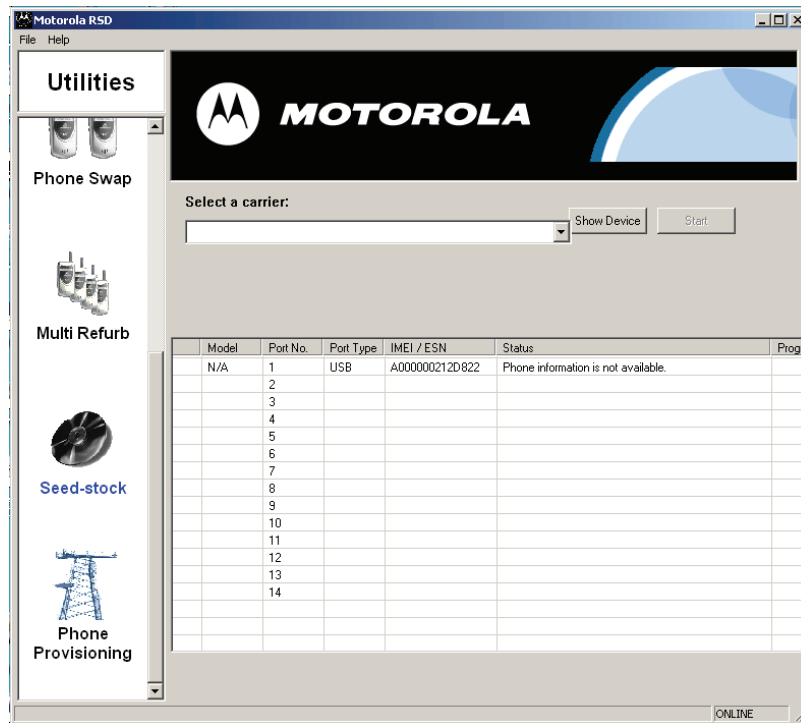 Motorola RSD
File Help
Utilities
MOTOROLA
Phone Swap
Select a carrier:
Show Device
Start
Multi Refurb
Model Port No. Port Type IMEI / ESN Status Prog
N/A 1 USB A000000212D822 Phone information is not available.
2
3
4
5
6
7
8
9
10
11
12
13
14
Seed-stock
Phone
Provisioning
ONLINE